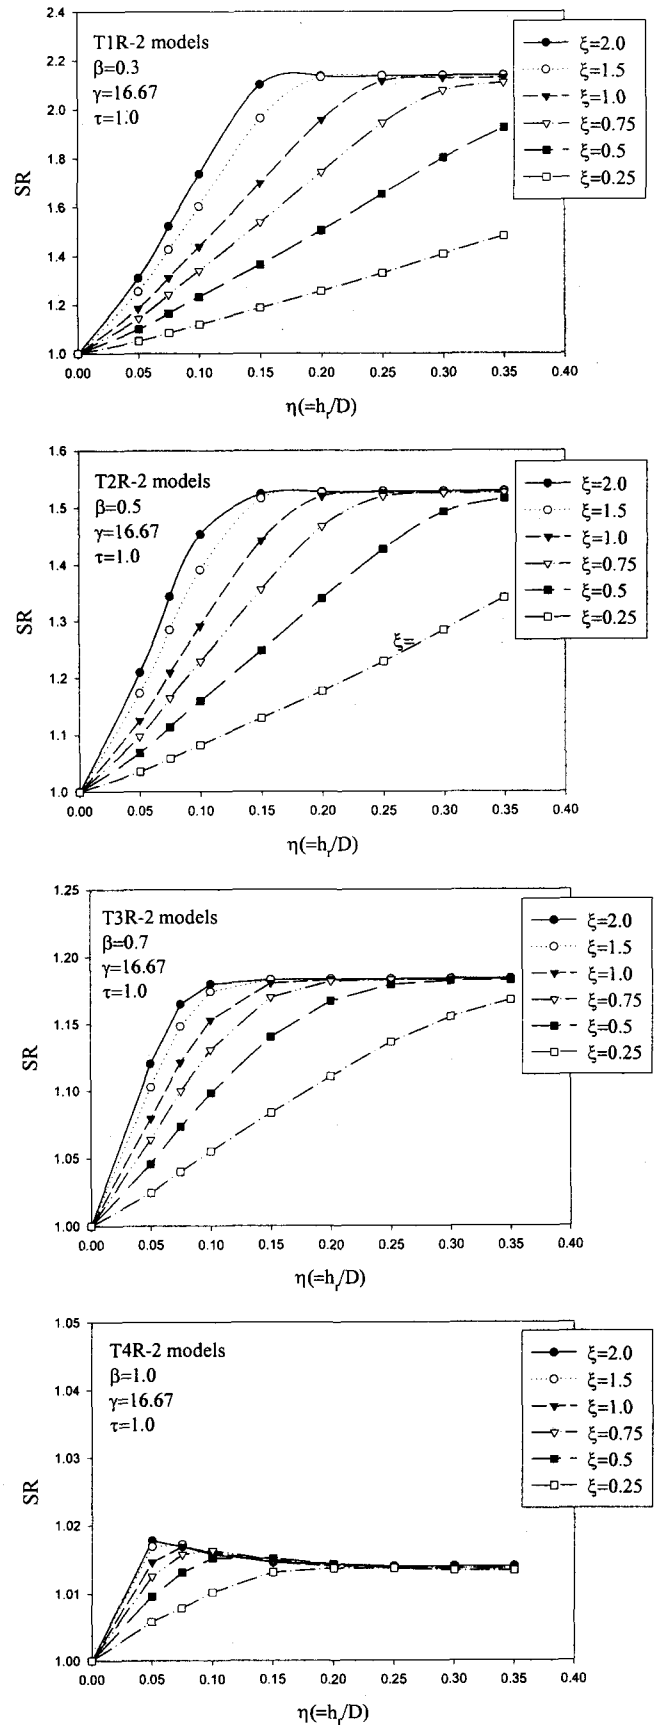 T1R-2 models
β=0.3
γ=16.67
τ=1.0
ξ=2.0
ξ=1.5
ξ=1.0
ξ=0.75
ξ=0.5
ξ=0.25
SR
2.4
2.2
2.0
1.8
1.6
1.4
1.2
1.0
0.00 0.05 0.10 0.15 0.20 0.25 0.30 0.35 0.40
η(=hᵣ/D)
T2R-2 models
β=0.5
γ=16.67
τ=1.0
ξ=2.0
ξ=1.5
ξ=1.0
ξ=0.75
ξ=0.5
ξ=0.25
ξ=
SR
1.6
1.5
1.4
1.3
1.2
1.1
1.0
0.00 0.05 0.10 0.15 0.20 0.25 0.30 0.35 0.40
η(=hᵣ/D)
T3R-2 models
β=0.7
γ=16.67
τ=1.0
ξ=2.0
ξ=1.5
ξ=1.0
ξ=0.75
ξ=0.5
ξ=0.25
SR
1.25
1.20
1.15
1.10
1.05
1.00
0.00 0.05 0.10 0.15 0.20 0.25 0.30 0.35 0.40
η(=hᵣ/D)
T4R-2 models
β=1.0
γ=16.67
τ=1.0
ξ=2.0
ξ=1.5
ξ=1.0
ξ=0.75
ξ=0.5
ξ=0.25
SR
1.05
1.04
1.03
1.02
1.01
1.00
0.00 0.05 0.10 0.15 0.20 0.25 0.30 0.35 0.40
η(=hᵣ/D)